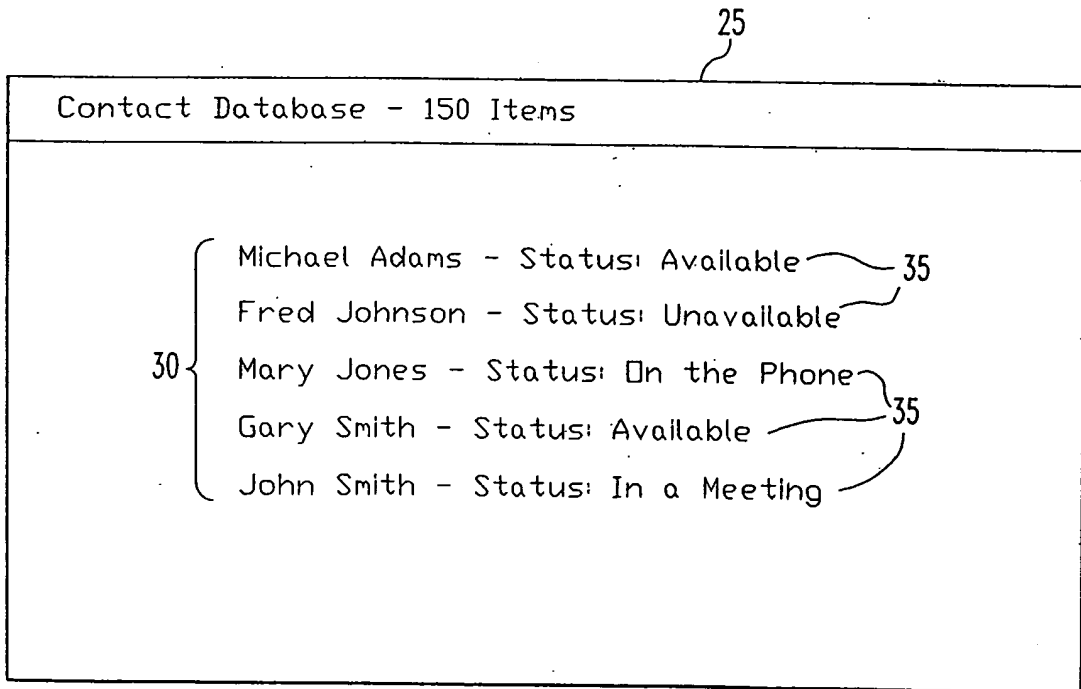 25
Contact Database - 150 Items
Michael Adams - Status: Available
35
Fred Johnson - Status: Unavailable
30
Mary Jones - Status: On the Phone
35
Gary Smith - Status: Available
John Smith - Status: In a Meeting